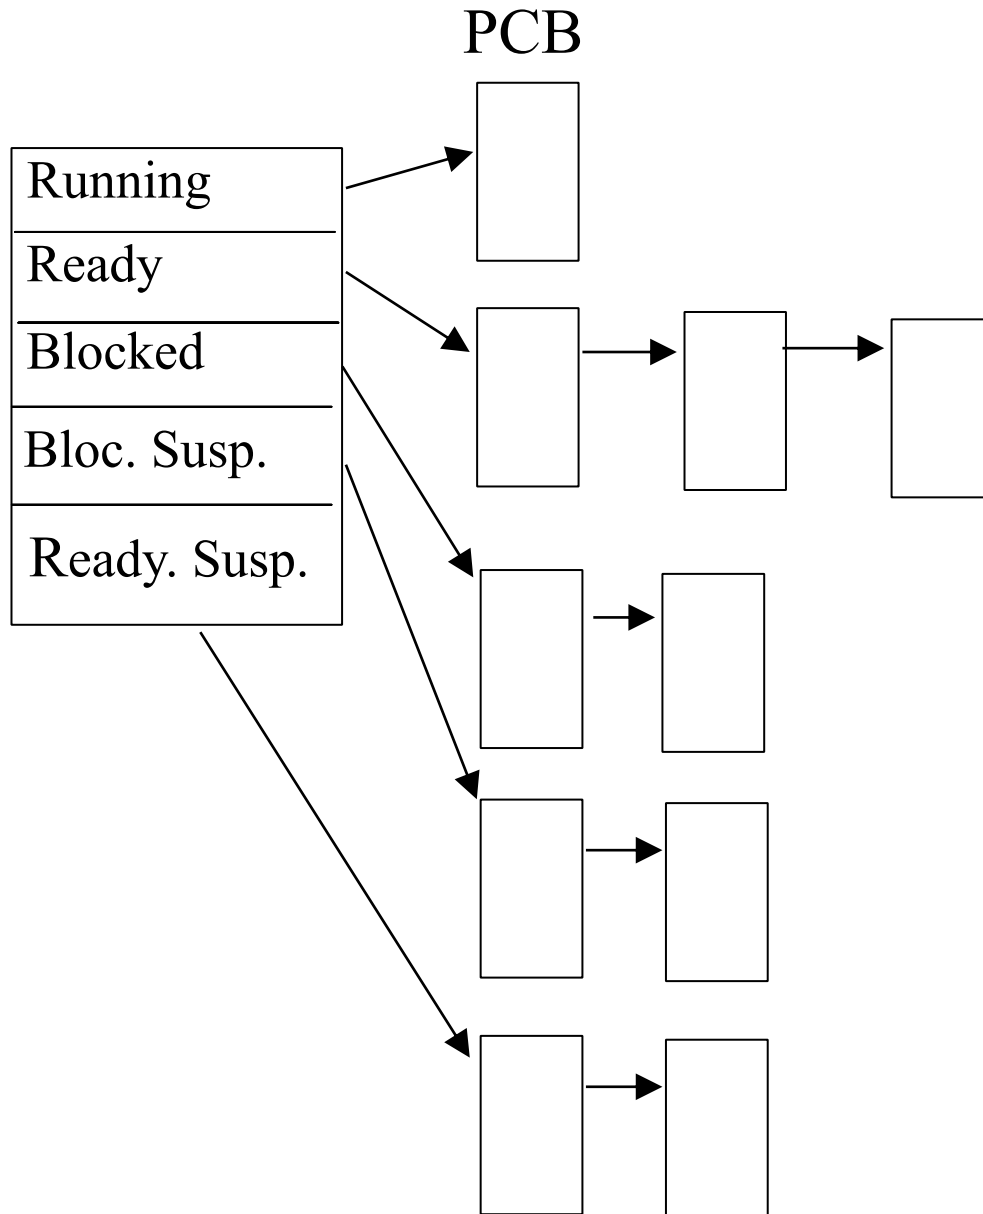 PCB
Running
Ready
Blocked
Bloc. Susp.
Ready. Susp.